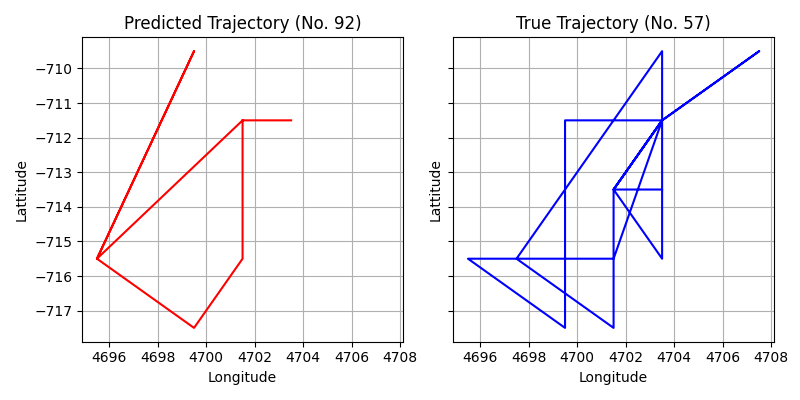 Predicted Trajectory (No. 92)
True Trajectory (No. 57)
−710
−711
−712
−713
−714
−715
−716
−717
Lattitude
Lattitude
4696 4698 4700 4702 4704 4706 4708
4696 4698 4700 4702 4704 4706 4708
Longitude
Longitude